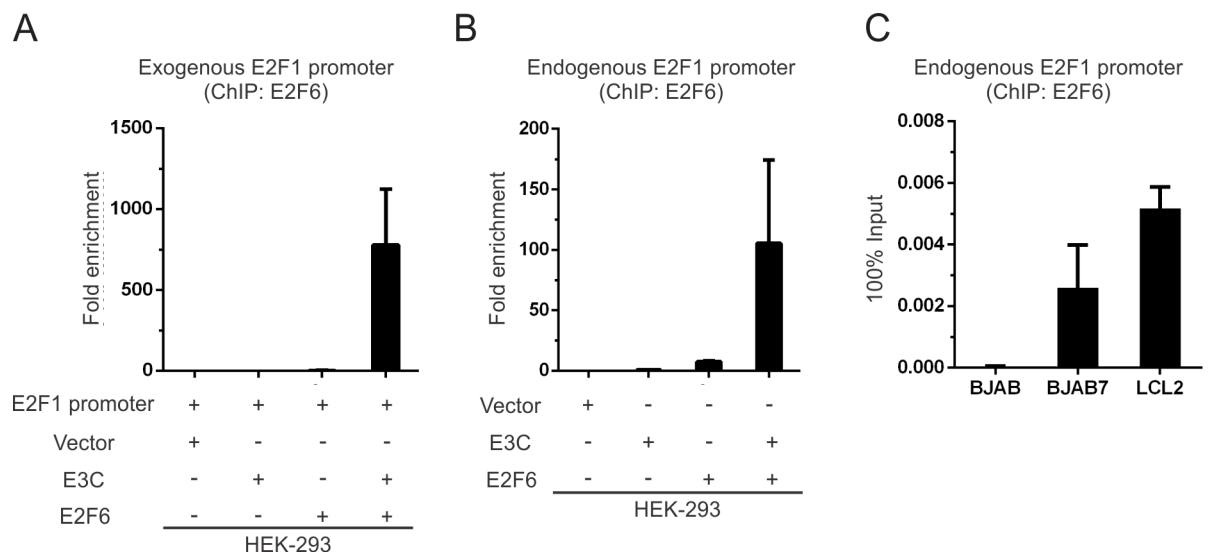 A
Exogenous E2F1 promoter
(ChIP: E2F6)
Fold enrichment
1500
1000
500
0
E2F1 promoter + + + +
Vector + - - -
E3C - + - +
E2F6 - - + +
HEK-293
B
Endogenous E2F1 promoter
(ChIP: E2F6)
Fold enrichment
200
150
100
50
0
Vector + - - -
E3C - + - +
E2F6 - - + +
HEK-293
C
Endogenous E2F1 promoter
(ChIP: E2F6)
100% Input
0.008
0.006
0.004
0.002
0.000
BJAB BJAB7 LCL2